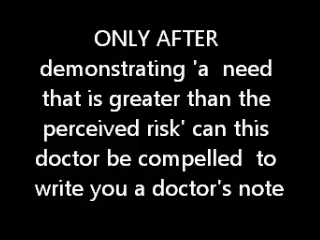 ONLY AFTER
demonstrating 'a  need
that is greater than the
perceived risk' can this
doctor be compelled  to
write you a doctor's note